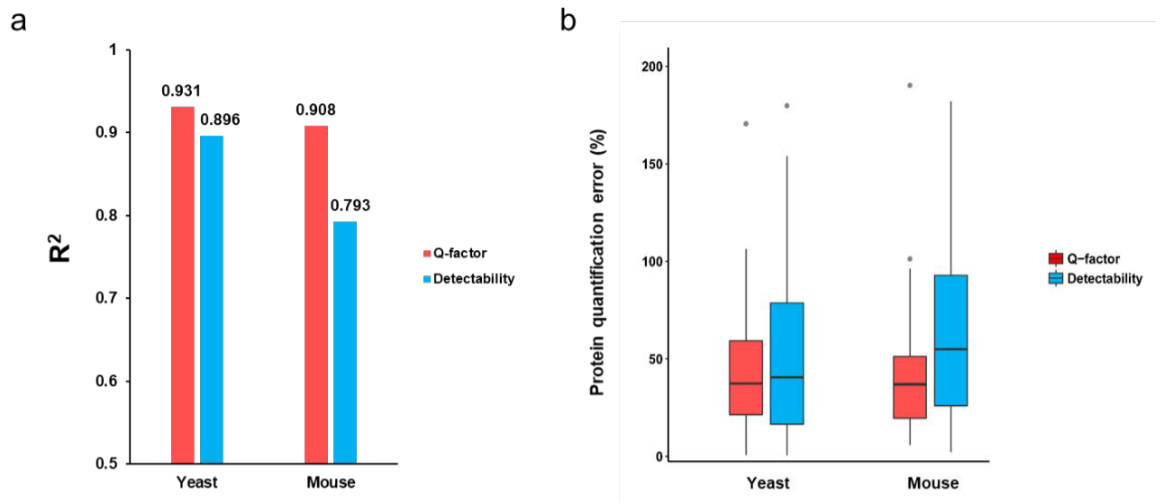 a
1
0.9
0.8
0.7
0.6
0.5
R²
0.931
0.896
0.908
0.793
Yeast
Mouse
Q-factor
Detectability
b
200
150
100
50
0
Protein quantification error (%)
Yeast
Mouse
Q−factor
Detectability